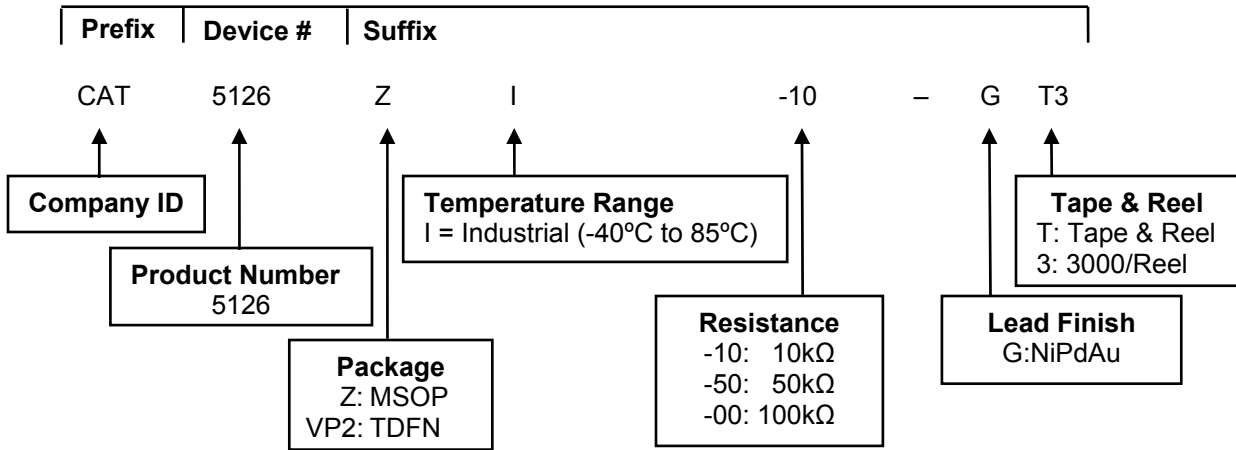 Prefix Device # Suffix
CAT 5126 Z I -10 – G T3
Company ID
Product Number
5126
Package
Z: MSOP
VP2: TDFN
Temperature Range
I = Industrial (-40ºC to 85ºC)
Resistance
-10: 10kΩ
-50: 50kΩ
-00: 100kΩ
Lead Finish
G:NiPdAu
Tape & Reel
T: Tape & Reel
3: 3000/Reel